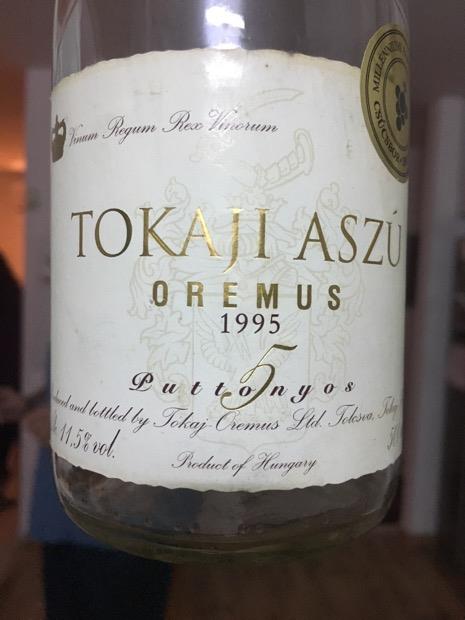 Vinum Regum Rex Vinorum
TOKAJI ASZÚ
OREMUS
1995
5
Puttonyos
and bottled by Tokaj-Oremus Ltd. Tolcsva,
11,5% vol.
Product of Hungary